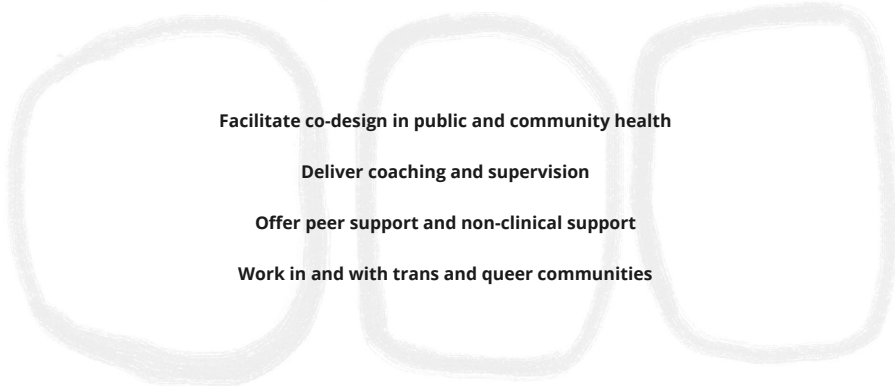 Facilitate co-design in public and community health
Deliver coaching and supervision
Offer peer support and non-clinical support
Work in and with trans and queer communities